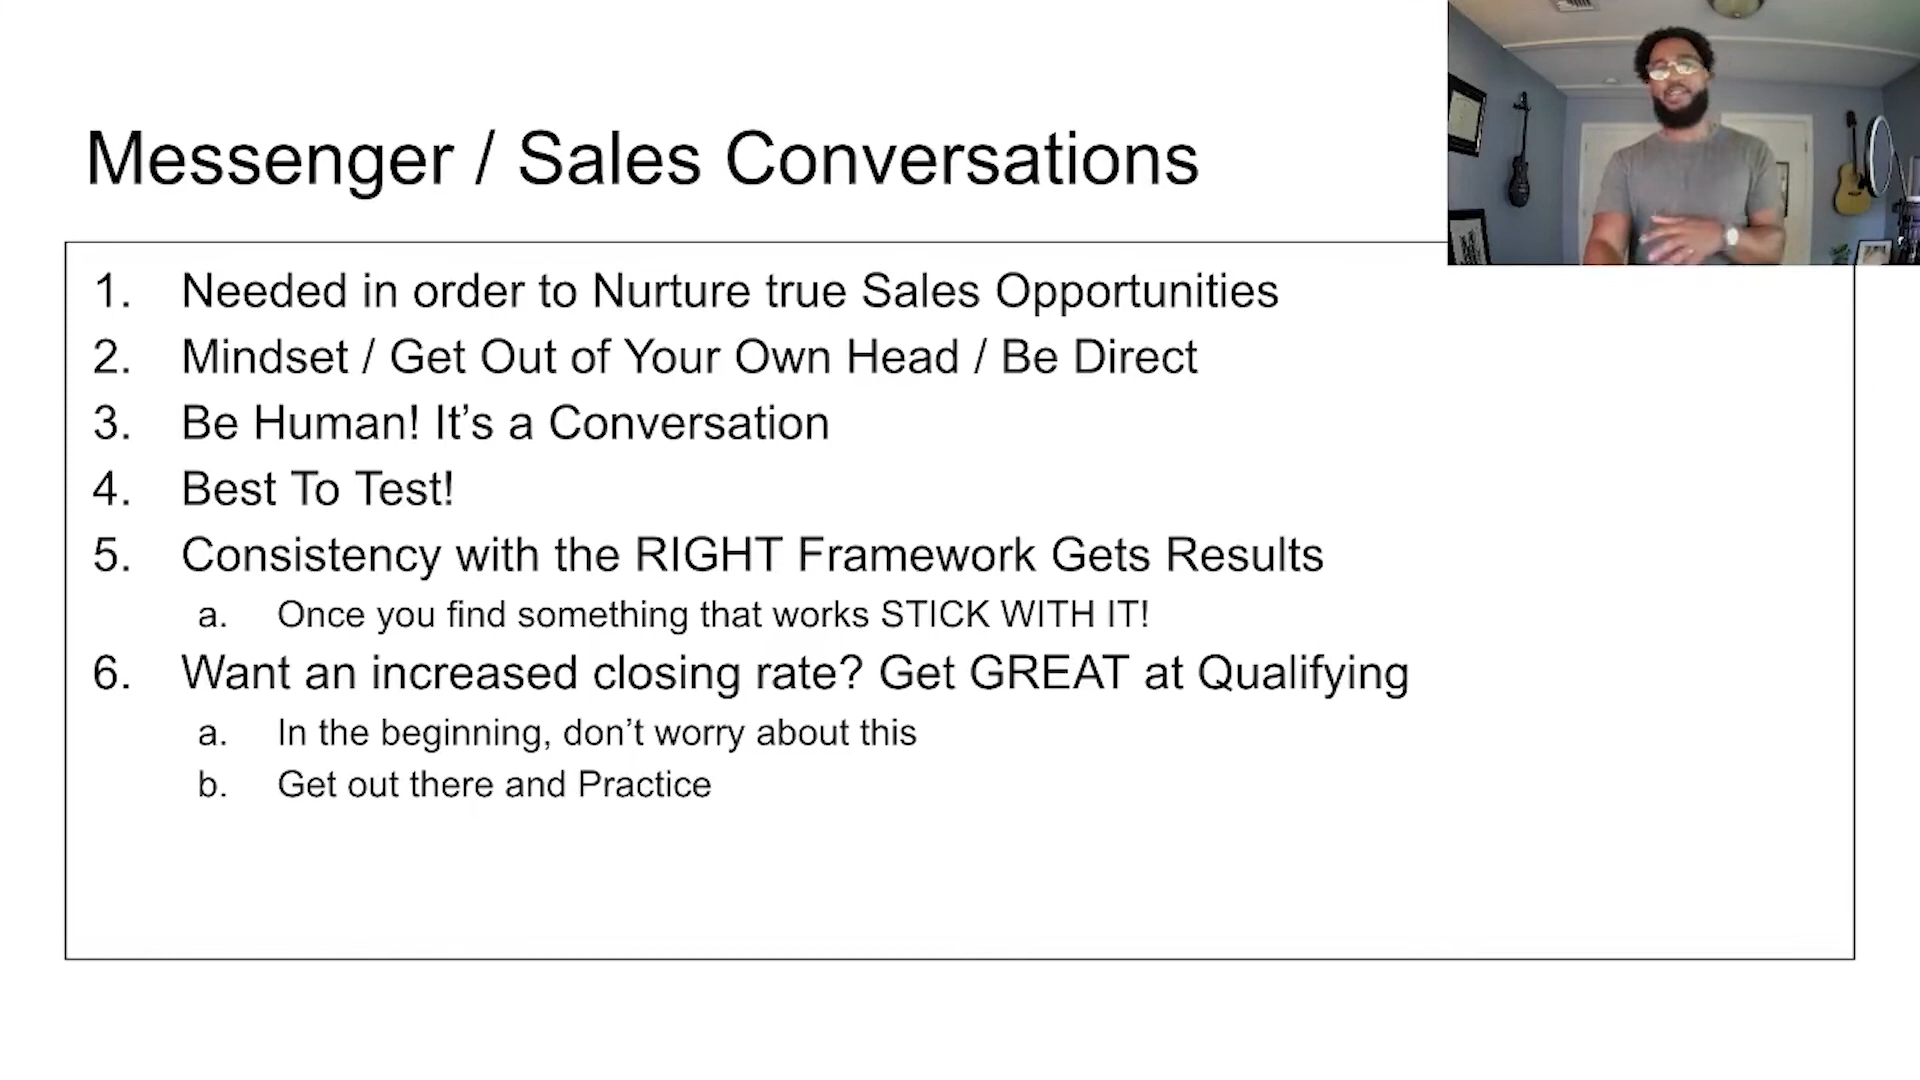 Messenger / Sales Conversations
1. Needed in order to Nurture true Sales Opportunities
2. Mindset / Get Out of Your Own Head / Be Direct
3. Be Human! It’s a Conversation
4. Best To Test!
5. Consistency with the RIGHT Framework Gets Results
a. Once you find something that works STICK WITH IT!
6. Want an increased closing rate? Get GREAT at Qualifying
a. In the beginning, don’t worry about this
b. Get out there and Practice